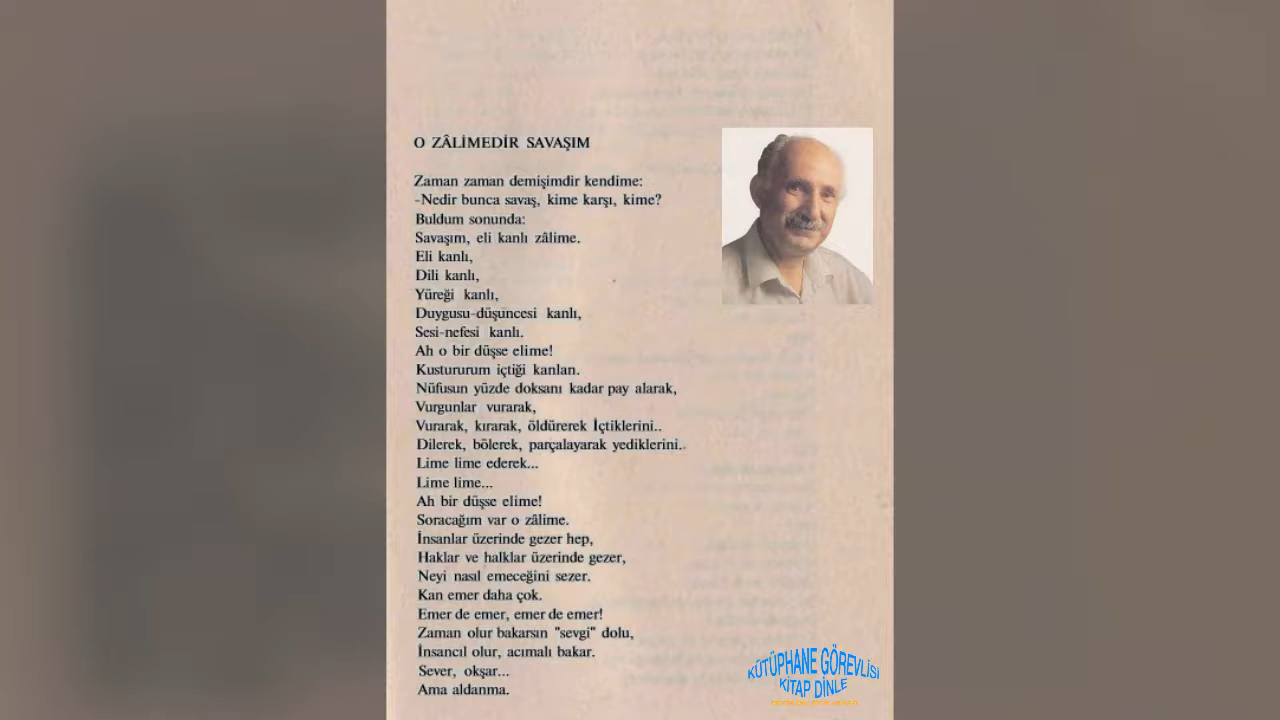 O ZÂLİMEDİR SAVAŞIM
Zaman zaman demişimdir kendime:
-Nedir bunca savaş, kime karşı, kime?
Buldum sonunda:
Savaşım, eli kanlı zâlime.
Eli kanlı,
Dili kanlı,
Yüreği kanlı,
Duygusu-düşüncesi kanlı,
Sesi-nefesi kanlı.
Ah o bir düşse elime!
Kustururum içtiği kanlan.
Nüfusun yüzde doksanı kadar pay alarak,
Vurgunlar vurarak,
Vurarak, kırarak, öldürerek İçtiklerini..
Dilerek, bölerek, parçalayarak yediklerini..
Lime lime ederek...
Lime lime...
Ah bir düşse elime!
Soracağım var o zâlime.
İnsanlar üzerinde gezer hep,
Haklar ve halklar üzerinde gezer,
Neyi nasıl emeceğini sezer.
Kan emer daha çok.
Emer de emer, emer de emer!
Zaman olur bakarsın "sevgi" dolu,
İnsancıl olur, acımalı bakar.
Sever, okşar...
Ama aldanma.
KÜTÜPHANE GÖREVLİSİ
KİTAP DİNLE